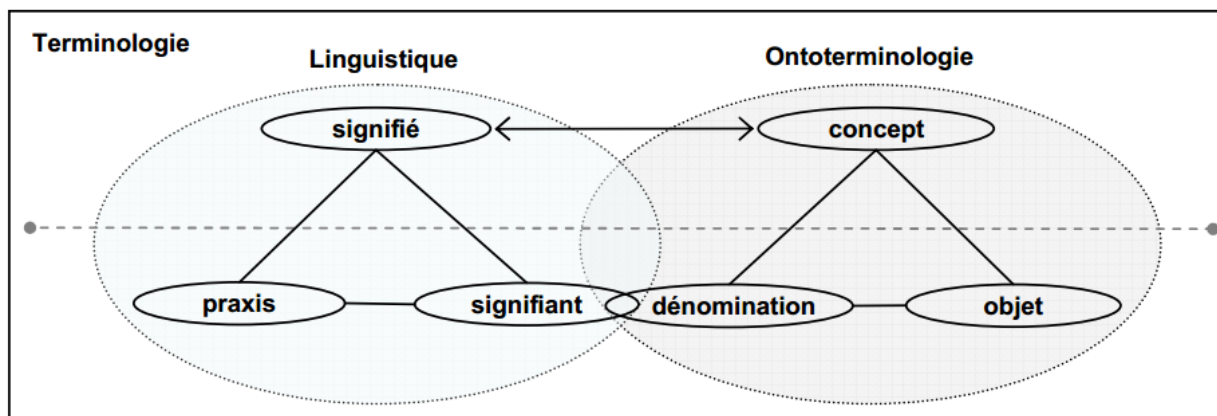 Terminologie
Linguistique
Ontoterminologie
signifié
concept
praxis
signifiant
dénomination
objet